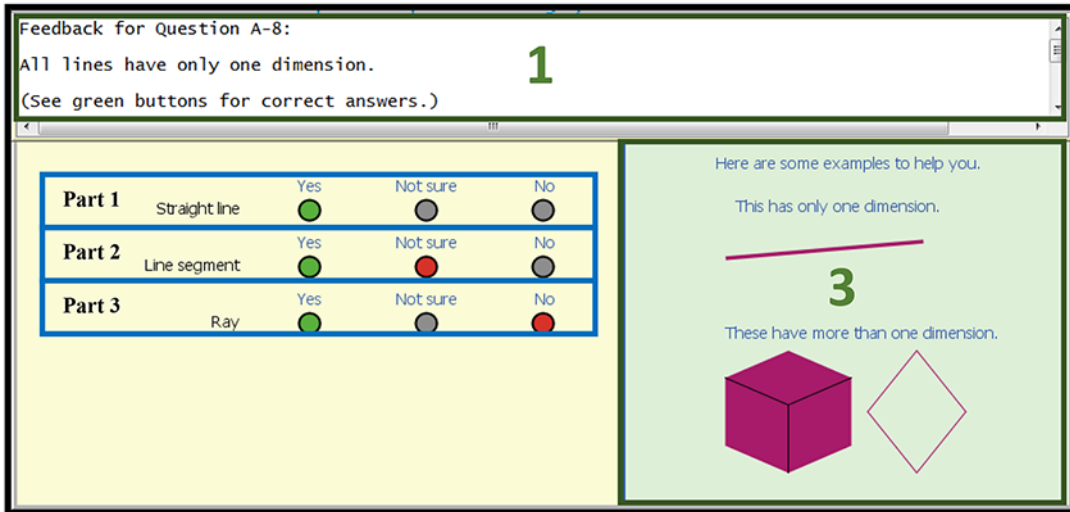 Feedback for Question A-8:
All lines have only one dimension.
(See green buttons for correct answers.)
1
Part 1
Straight line
Yes
Not sure
No
Part 2
Line segment
Yes
Not sure
No
Part 3
Ray
Yes
Not sure
No
Here are some examples to help you.
This has only one dimension.
3
These have more than one dimension.